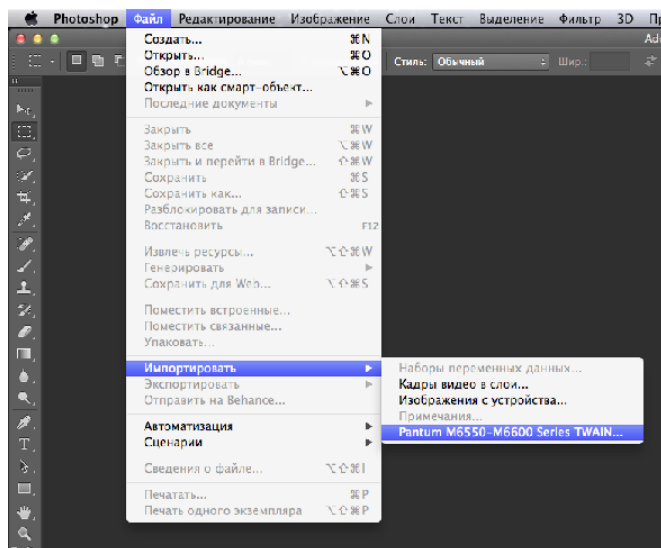 Photoshop Файл Редактирование Изображение Слои Текст Выделение Фильтр 3D
Ad
Стиль: Обычный Шир.:
Создать... ⌘N
Открыть... ⌘O
Обзор в Bridge... ⌥⌘O
Открыть как смарт-объект...
Последние документы
Закрыть ⌘W
Закрыть все ⌥⌘W
Закрыть и перейти в Bridge... ⇧⌘W
Сохранить ⌘S
Сохранить как... ⇧⌘S
Разблокировать для записи...
Восстановить F12
Извлечь ресурсы... ⌥⇧⌘W
Генерировать
Сохранить для Web... ⌥⇧⌘S
Поместить встроенные...
Поместить связанные...
Упаковать...
Импортировать
Экспортировать
Отправить на Behance...
Автоматизация
Сценарии
Сведения о файле... ⌥⇧⌘I
Печатать... ⌘P
Печать одного экземпляра ⌥⇧⌘P
Наборы переменных данных...
Кадры видео в слои...
Изображения с устройства...
Примечания...
Pantum M6550-M6600 Series TWAIN...